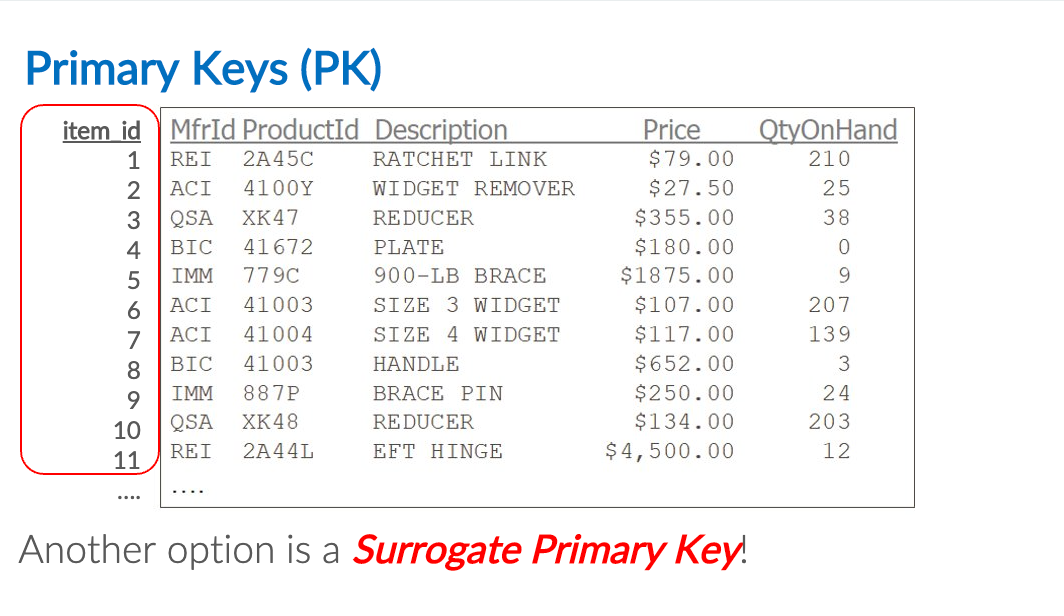 Primary Keys (PK)
item_id MfrId ProductId Description Price QtyOnHand
1 REI 2A45C RATCHET LINK $79.00 210
2 ACI 4100Y WIDGET REMOVER $27.50 25
3 QSA XK47 REDUCER $355.00 38
4 BIC 41672 PLATE $180.00 0
5 IMM 779C 900-LB BRACE $1875.00 9
6 ACI 41003 SIZE 3 WIDGET $107.00 207
7 ACI 41004 SIZE 4 WIDGET $117.00 139
8 BIC 41003 HANDLE $652.00 3
9 IMM 887P BRACE PIN $250.00 24
10 QSA XK48 REDUCER $134.00 203
11 REI 2A44L EFT HINGE $4,500.00 12
.... ....
Another option is a Surrogate Primary Key!